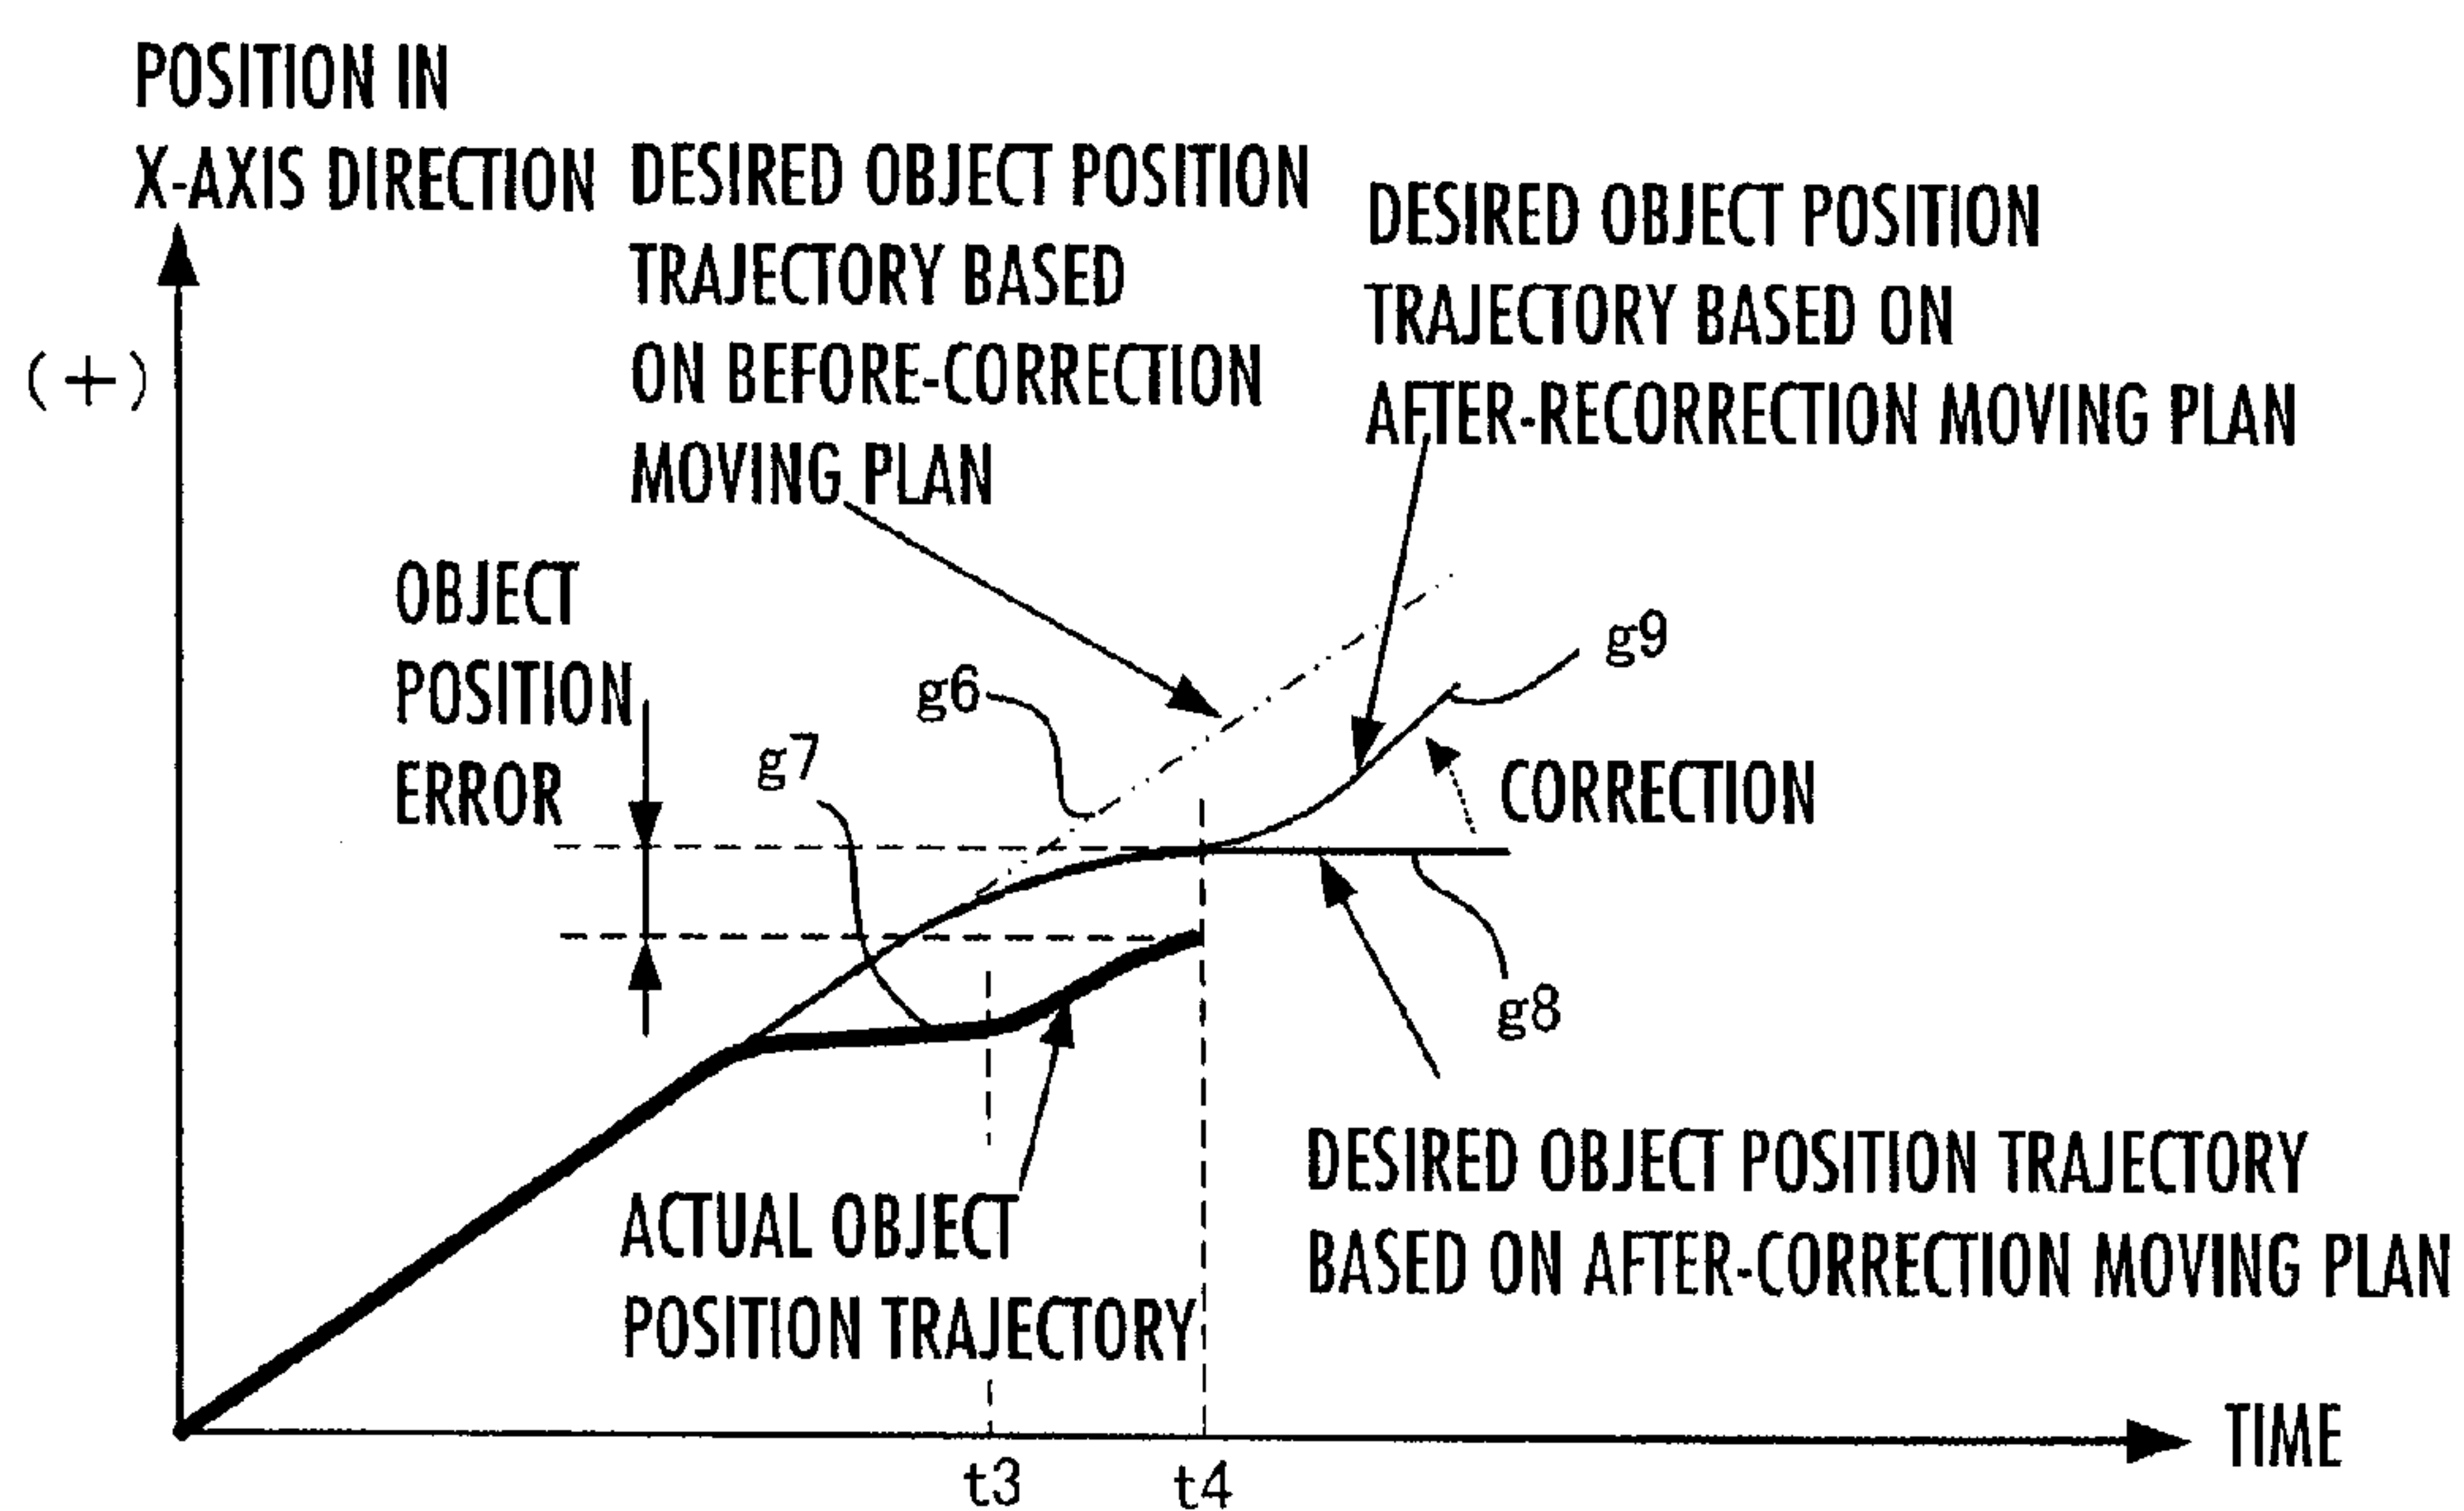 POSITION IN
X-AXIS DIRECTION
DESIRED OBJECT POSITION
TRAJECTORY BASED
ON BEFORE-CORRECTION
MOVING PLAN
DESIRED OBJECT POSITION
TRAJECTORY BASED ON
AFTER-RECORRECTION MOVING PLAN
(+)
OBJECT
POSITION
ERROR
g6
g7
g9
CORRECTION
g8
ACTUAL OBJECT
POSITION TRAJECTORY
DESIRED OBJECT POSITION TRAJECTORY
BASED ON AFTER-CORRECTION MOVING PLAN
TIME
t3
t4